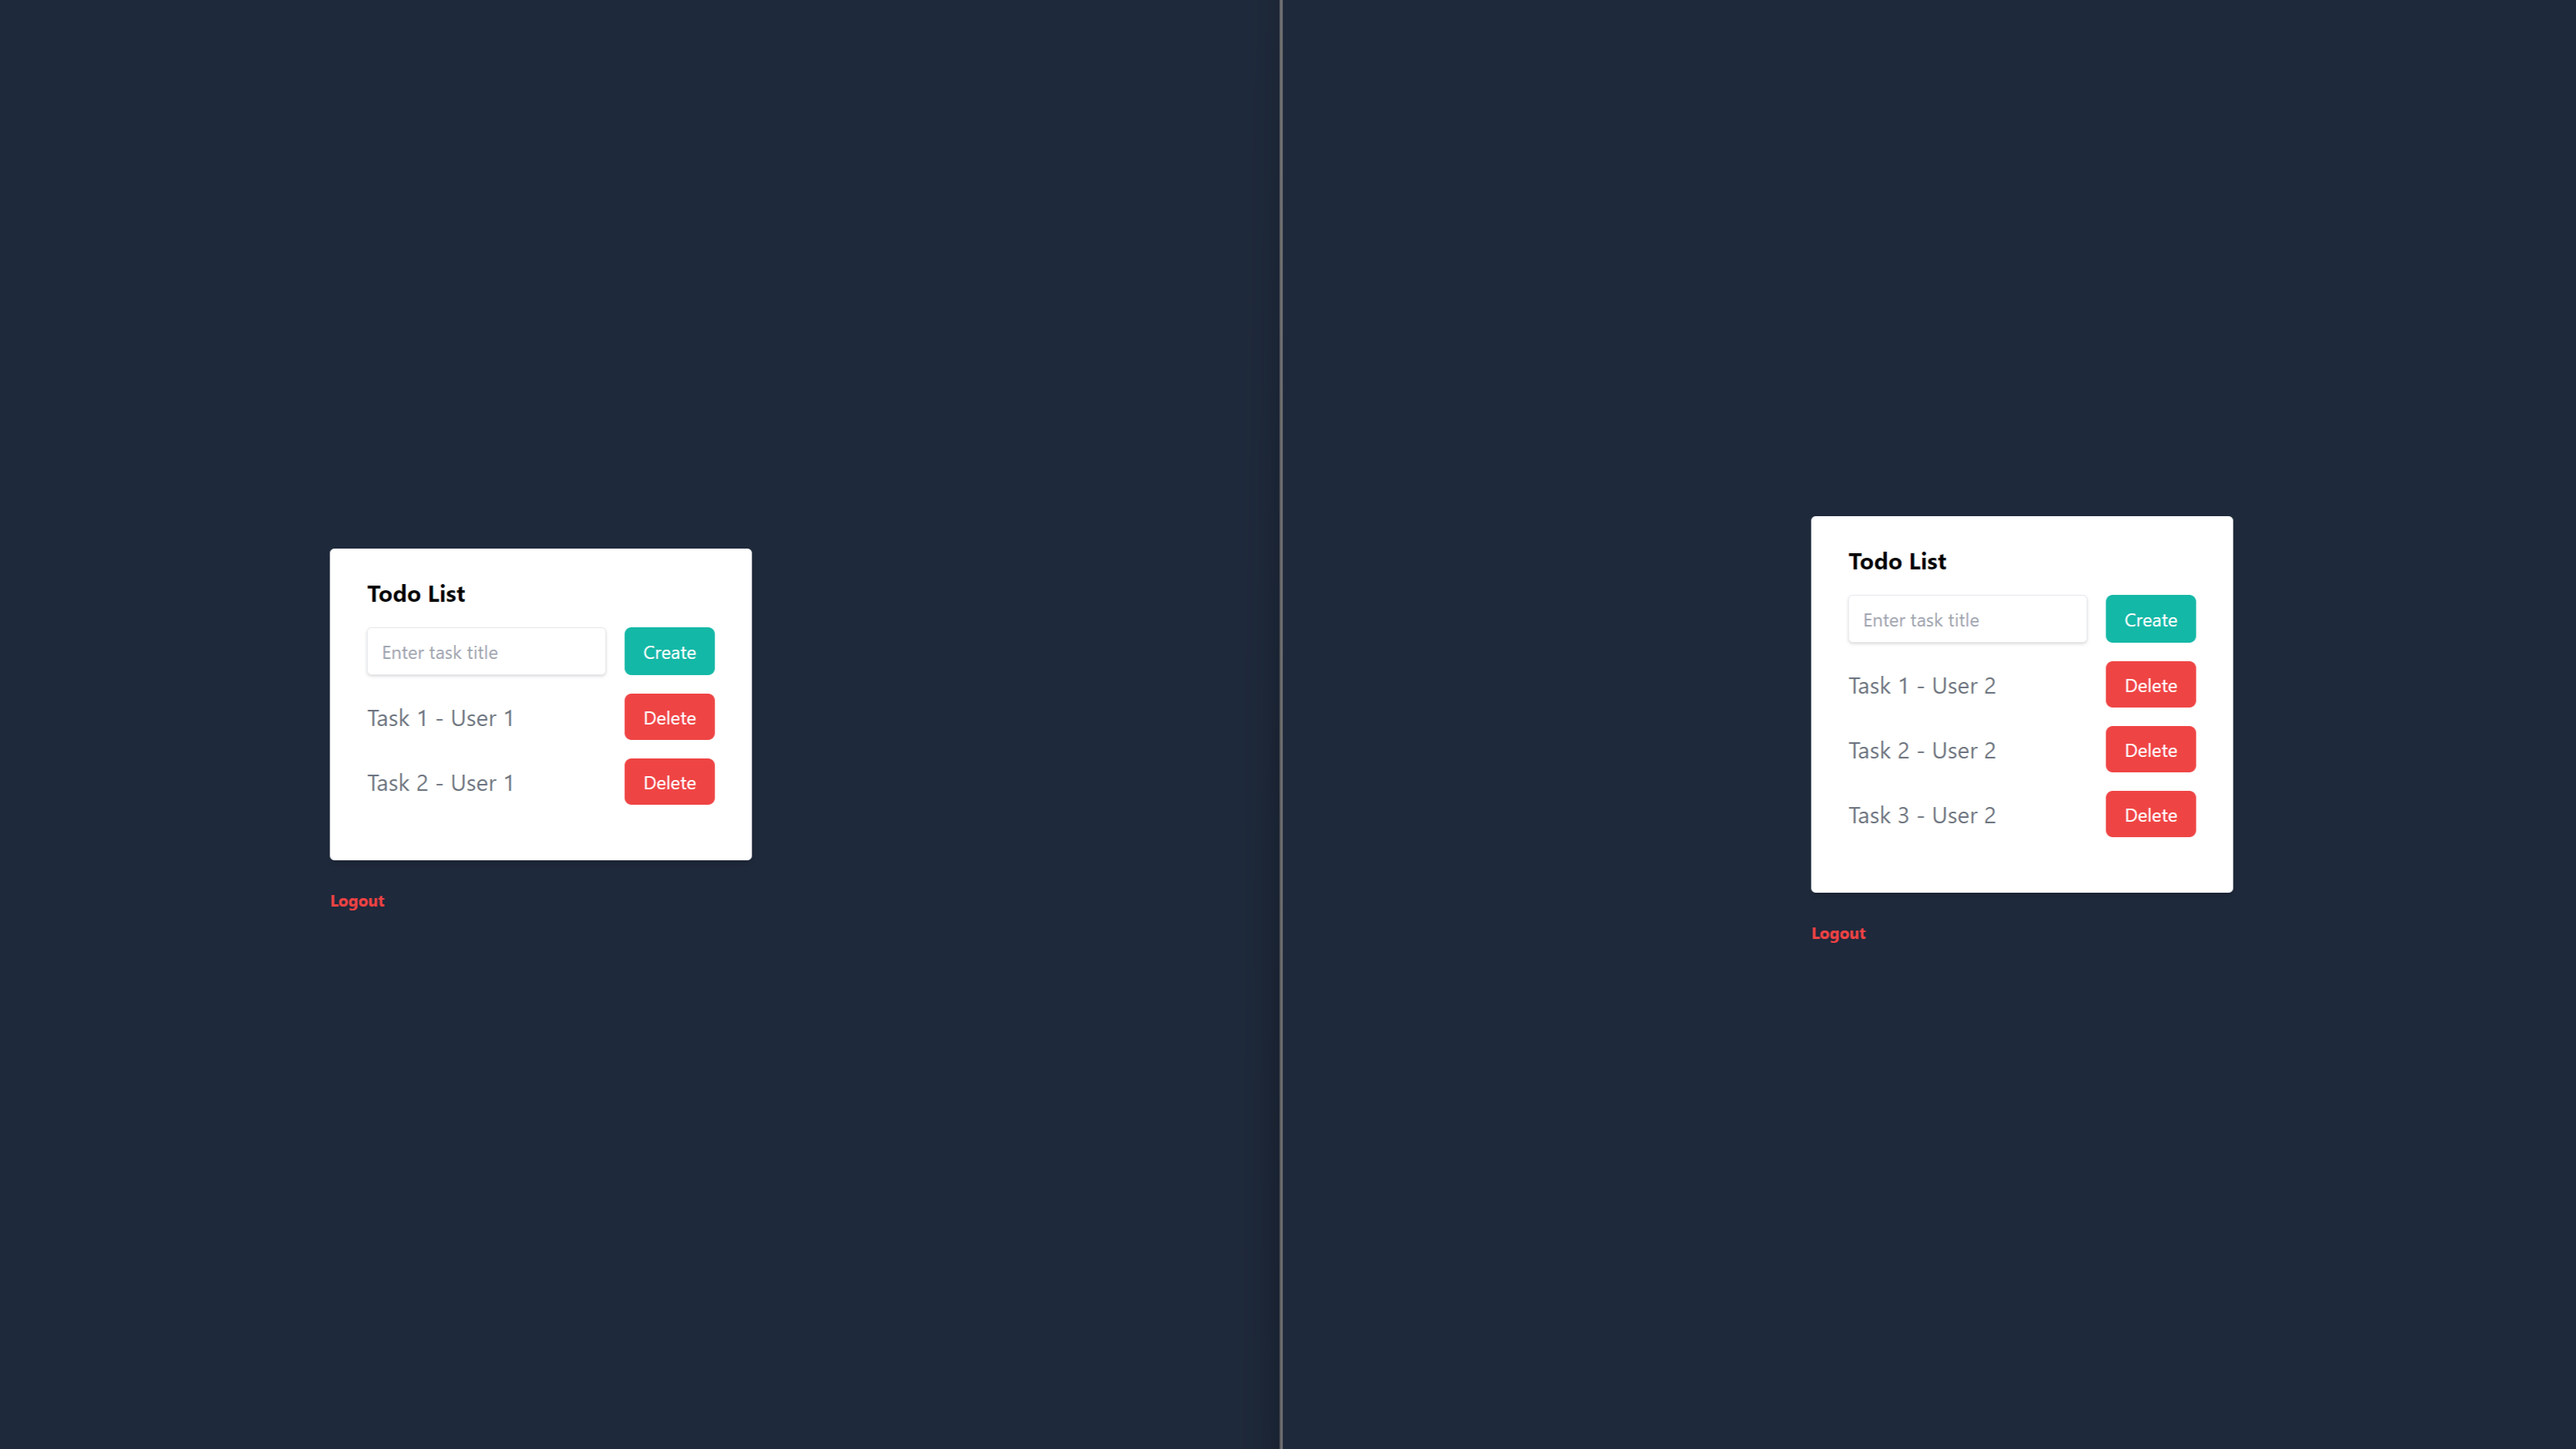 Todo List
Enter task title
Create
Task 1 - User 1
Delete
Task 2 - User 1
Delete
Logout
Todo List
Enter task title
Create
Task 1 - User 2
Delete
Task 2 - User 2
Delete
Task 3 - User 2
Delete
Logout